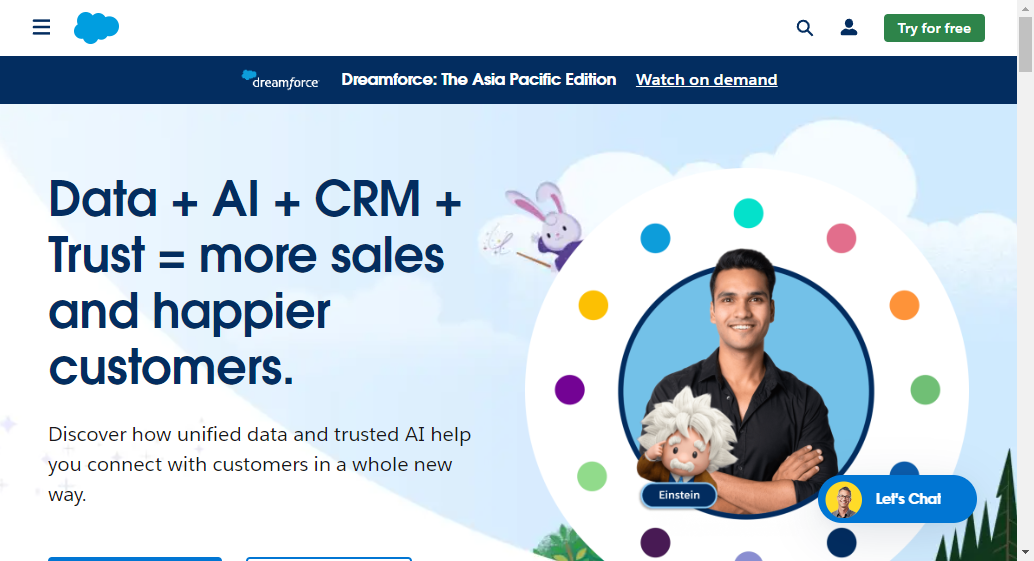 Try for free
dreamforce Dreamforce: The Asia Pacific Edition Watch on demand
Data + AI + CRM +
Trust = more sales
and happier
customers.
Discover how unified data and trusted AI help
you connect with customers in a whole new
way.
Einstein
Let's Chat